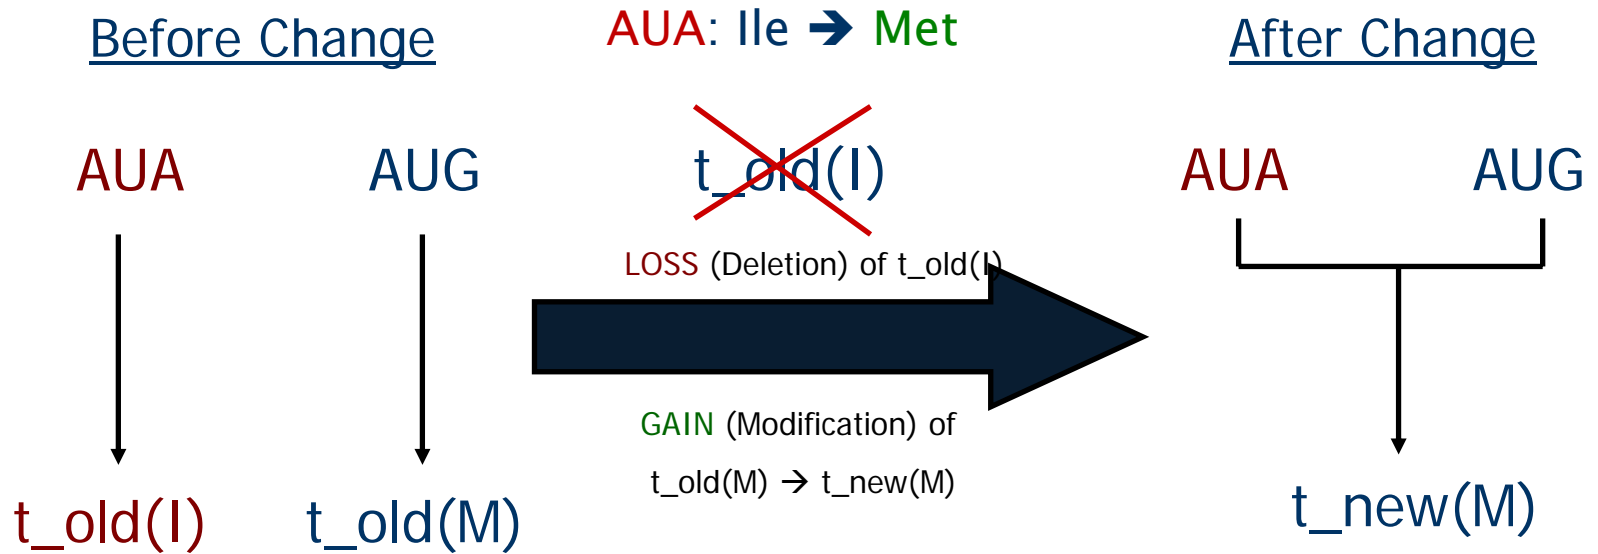 Before Change
AUA: Ile → Met
After Change
AUA
AUG
t_old(I)
AUA
AUG
LOSS (Deletion) of t_old(I)
GAIN (Modification) of
t_old(M) → t_new(M)
t_old(I)
t_old(M)
t_new(M)